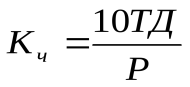 Kч = 10ТД / Р